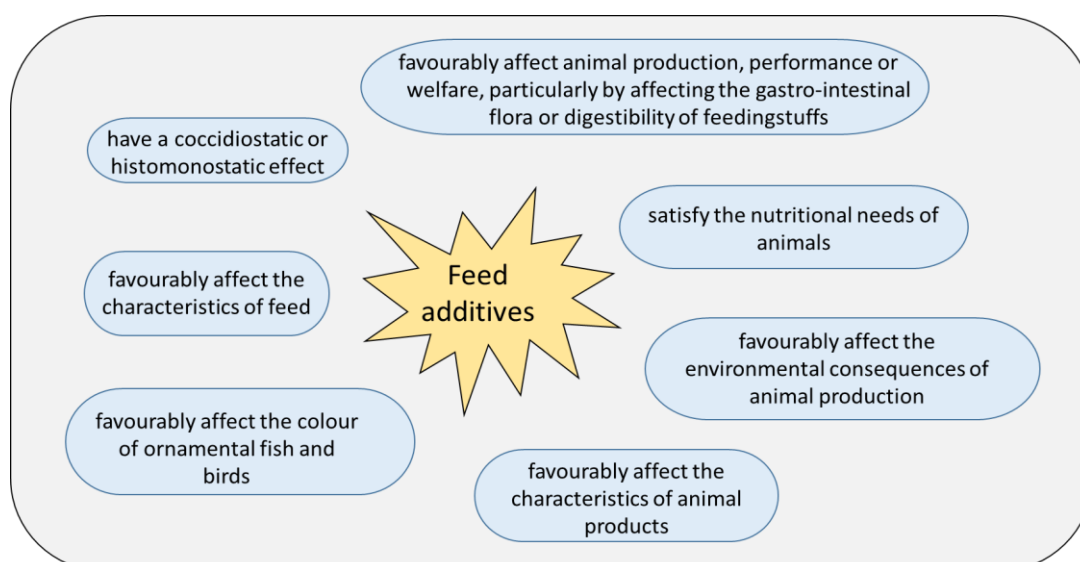 favourably affect animal production, performance or
welfare, particularly by affecting the gastro-intestinal
flora or digestibility of feedingstuffs
have a coccidiostatic or
histomonostatic effect
satisfy the nutritional needs of
animals
Feed
additives
favourably affect the
characteristics of feed
favourably affect the
environmental consequences of
animal production
favourably affect the colour
of ornamental fish and
birds
favourably affect the
characteristics of animal
products